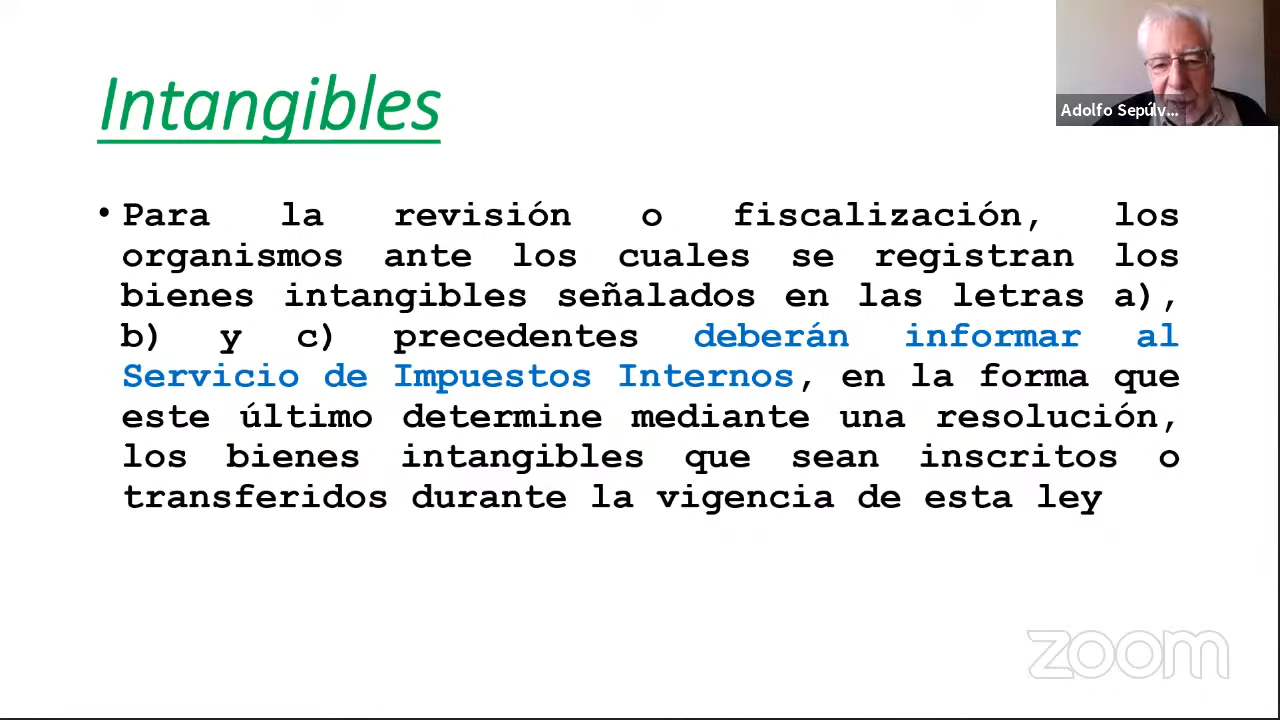 Intangibles
Adolfo Sepúlv...
• Para la revisión o fiscalización, los
organismos ante los cuales se registran los
bienes intangibles señalados en las letras a),
b) y c) precedentes deberán informar al
Servicio de Impuestos Internos, en la forma que
este último determine mediante una resolución,
los bienes intangibles que sean inscritos o
transferidos durante la vigencia de esta ley
zoom